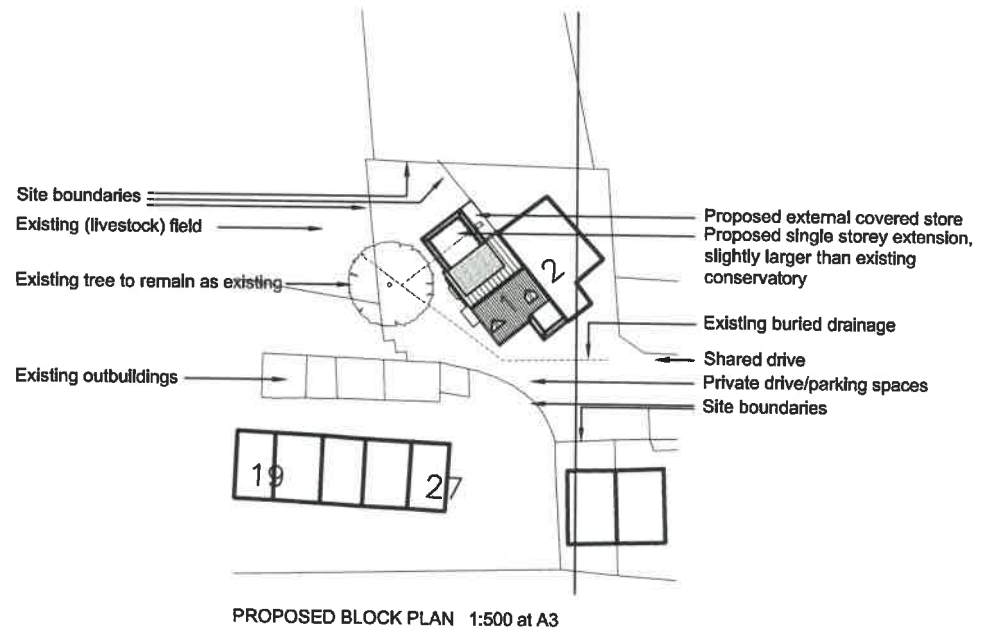 Site boundaries
Existing (livestock) field
Existing tree to remain as existing
Existing outbuildings
Proposed external covered store
Proposed single storey extension,
slightly larger than existing
conservatory
Existing buried drainage
Shared drive
Private drive/parking spaces
Site boundaries
2
1
19
27
PROPOSED BLOCK PLAN 1:500 at A3